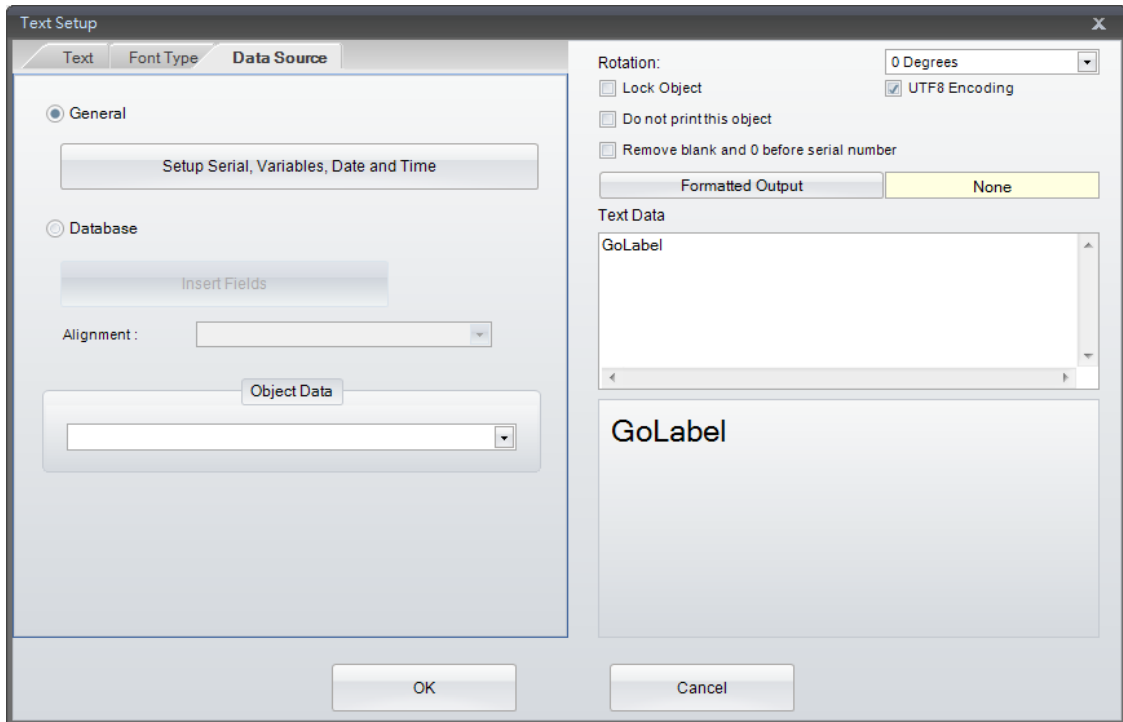 Text Setup
x
Text Font Type Data Source
General
Setup Serial, Variables, Date and Time
Database
Insert Fields
Alignment :
Object Data
Rotation: 0 Degrees
Lock Object UTF8 Encoding
Do not print this object
Remove blank and 0 before serial number
Formatted Output None
Text Data
GoLabel
GoLabel
OK Cancel